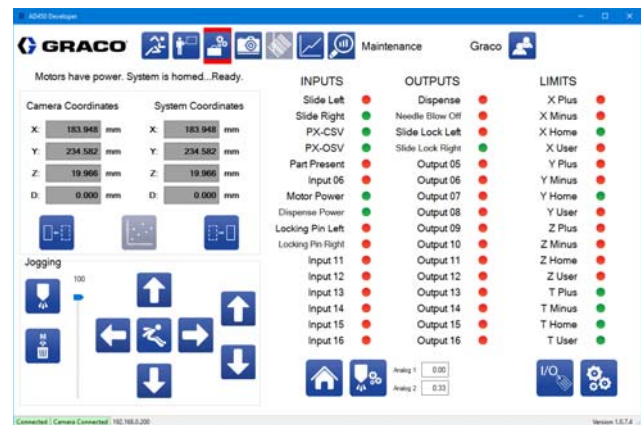 AD450 Developer
GRACO
Maintenance
Graco
Motors have power. System is homed...Ready.
Camera Coordinates
System Coordinates
X: 183.948 mm X: 183.948 mm
Y: 234.582 mm Y: 234.582 mm
Z: 19.966 mm Z: 19.966 mm
D: 0.000 mm D: 0.000 mm
Jogging
100
INPUTS OUTPUTS LIMITS
Slide Left Dispense X Plus
Slide Right Needle Blow Off X Minus
PX-CSV Slide Lock Left X Home
PX-OSV Slide Lock Right X User
Part Present Output 05 Y Plus
Input 06 Output 06 Y Minus
Motor Power Output 07 Y Home
Dispense Power Output 08 Y User
Locking Pin Left Output 09 Z Plus
Locking Pin Right Output 10 Z Minus
Input 11 Output 11 Z Home
Input 12 Output 12 Z User
Input 13 Output 13 T Plus
Input 14 Output 14 T Minus
Input 15 Output 15 T Home
Input 16 Output 16 T User
Analog 1 0.00
Analog 2 0.33
I/O
Connected Camera Connected 192.168.0.200
Version 1.6.7.4